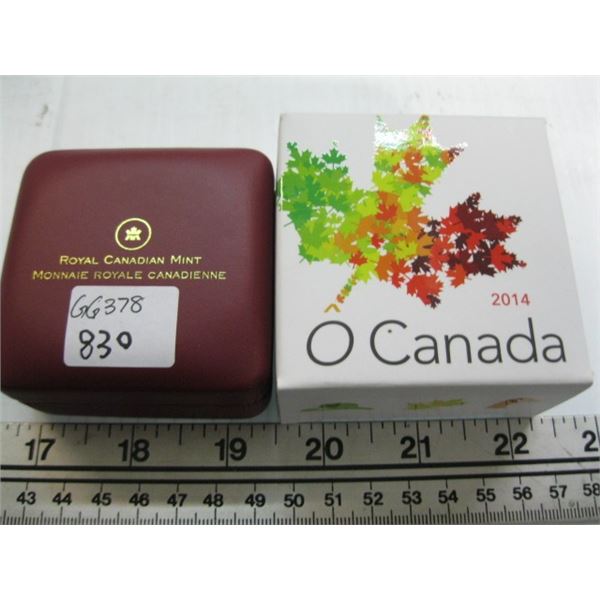 ROYAL CANADIAN MINT
MONNAIE ROYALE CANADIENNE
GG378
830
2014
Ô Canada
17 18 19 20 21 22 2
43 44 45 46 47 48 49 50 51 52 53 54 55 56 57 58